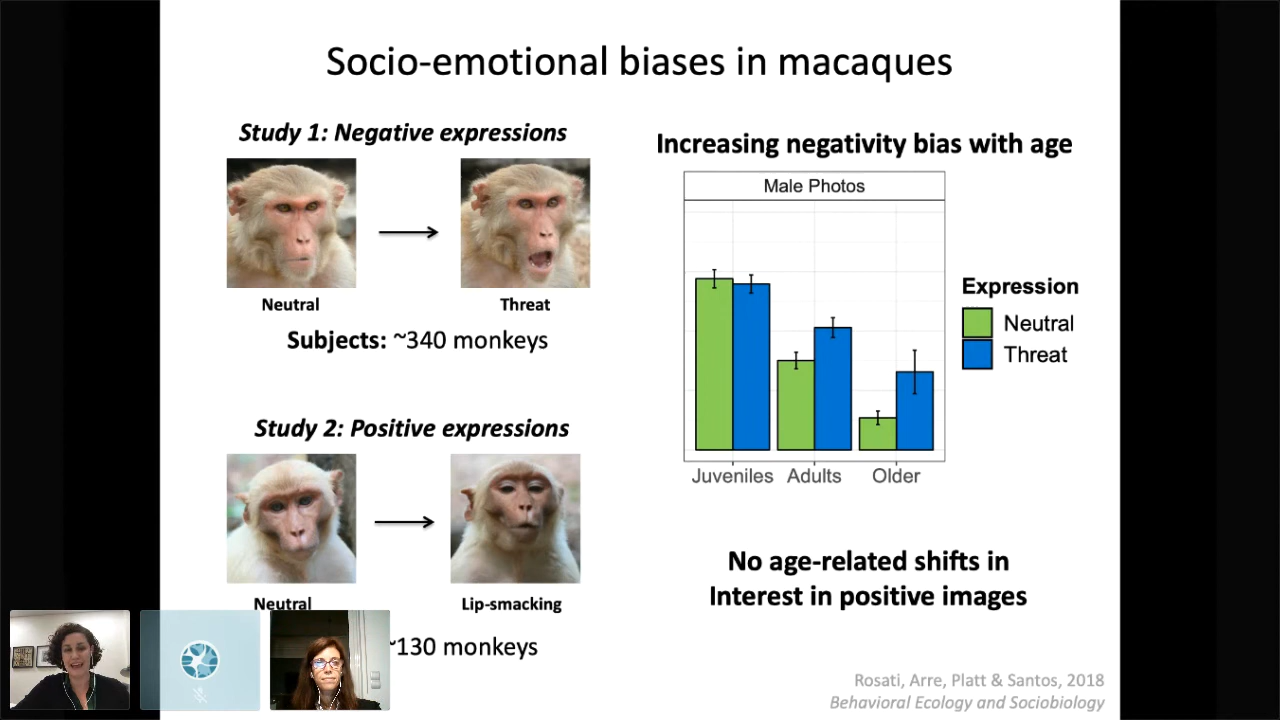 Socio-emotional biases in macaques
Study 1: Negative expressions
Neutral
Threat
Subjects: ~340 monkeys
Study 2: Positive expressions
Neutral
Lip-smacking
~130 monkeys
Increasing negativity bias with age
Male Photos
Juveniles
Adults
Older
Expression
Neutral
Threat
No age-related shifts in
Interest in positive images
Rosati, Arre, Platt & Santos, 2018
Behavioral Ecology and Sociobiology